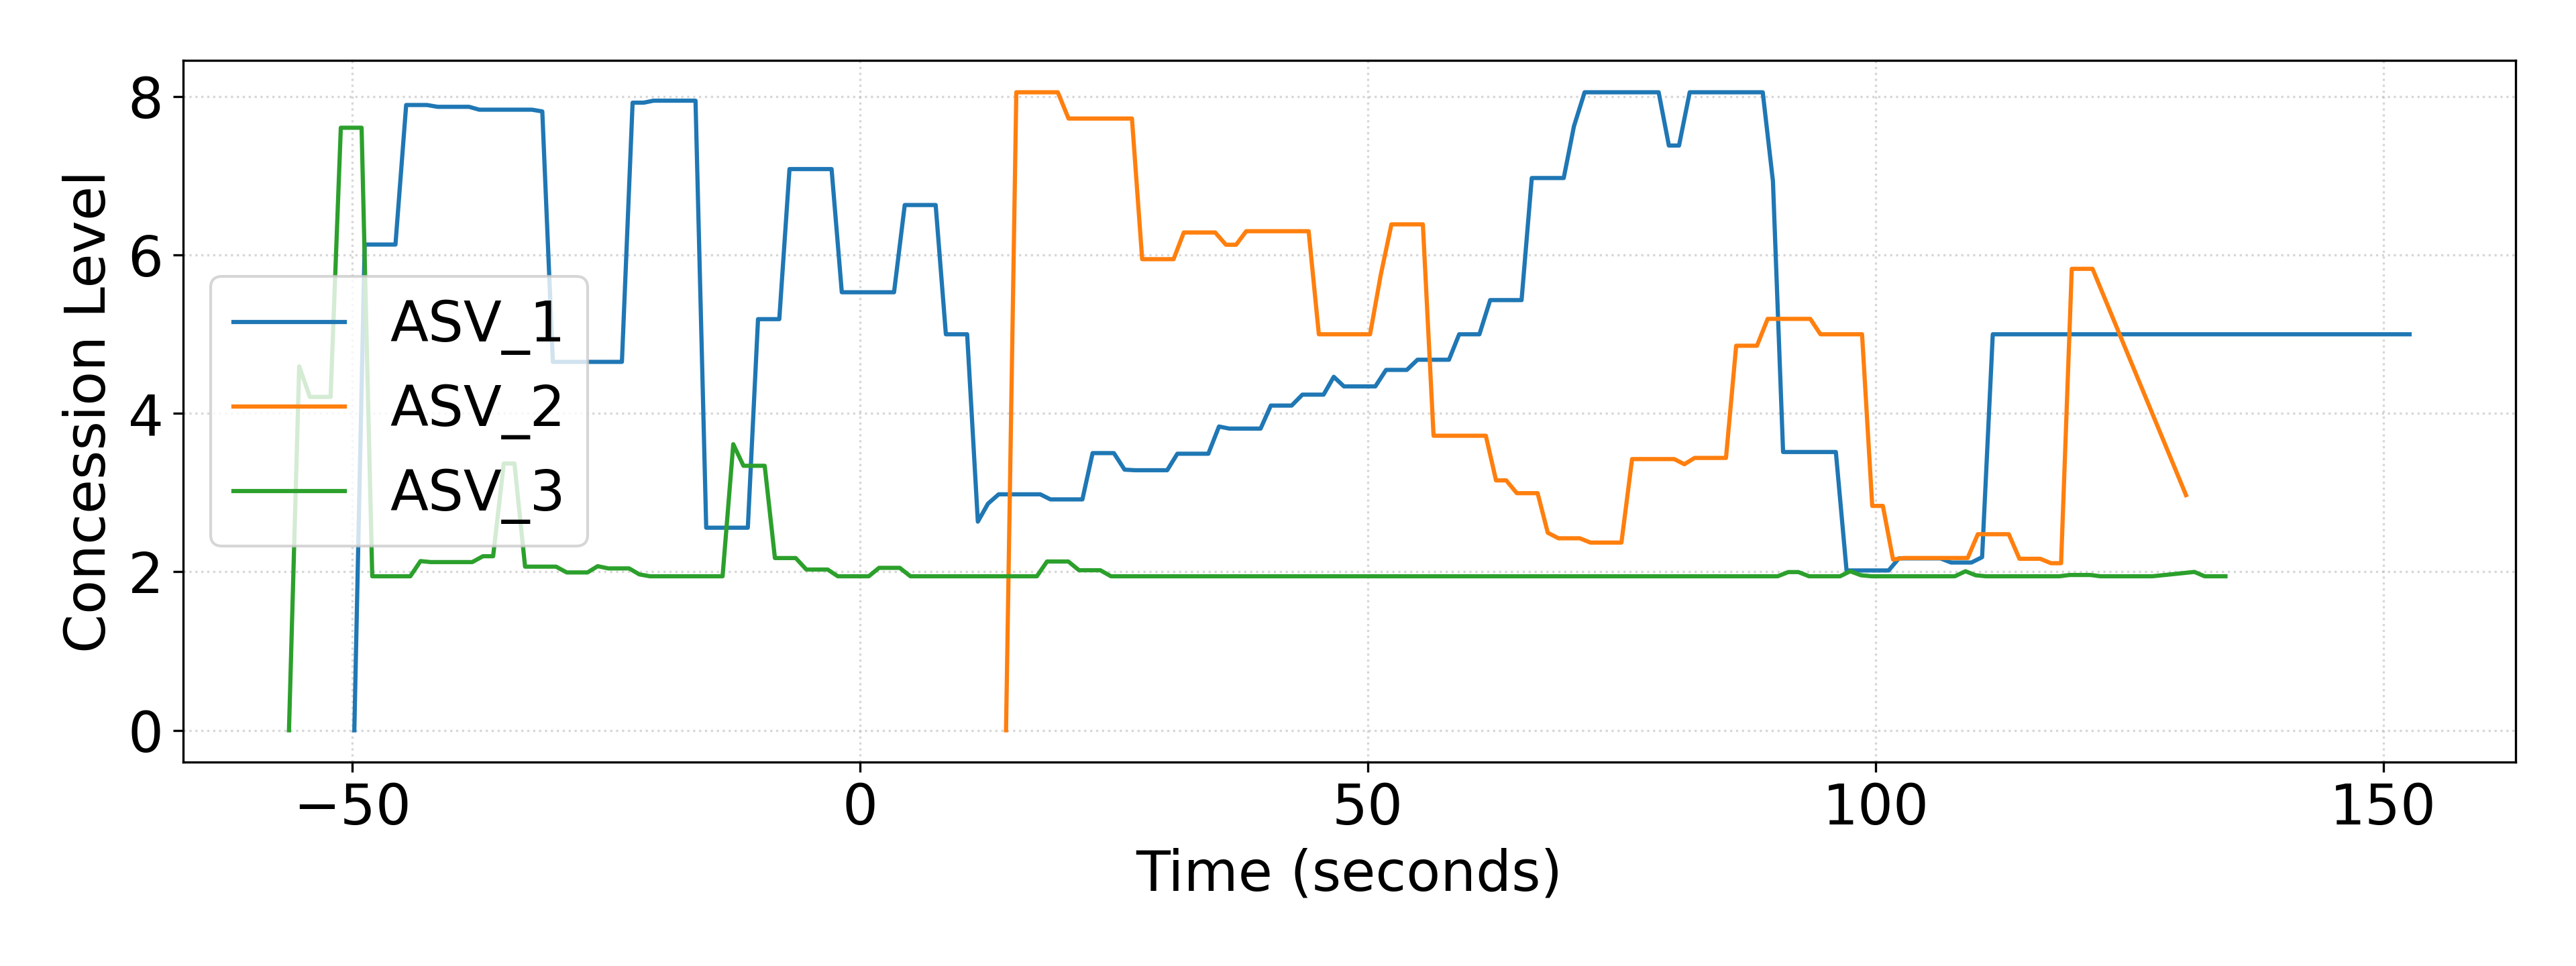 Concession Level
8
6
4
2
0
ASV_1
ASV_2
ASV_3
−50 0 50 100 150
Time (seconds)